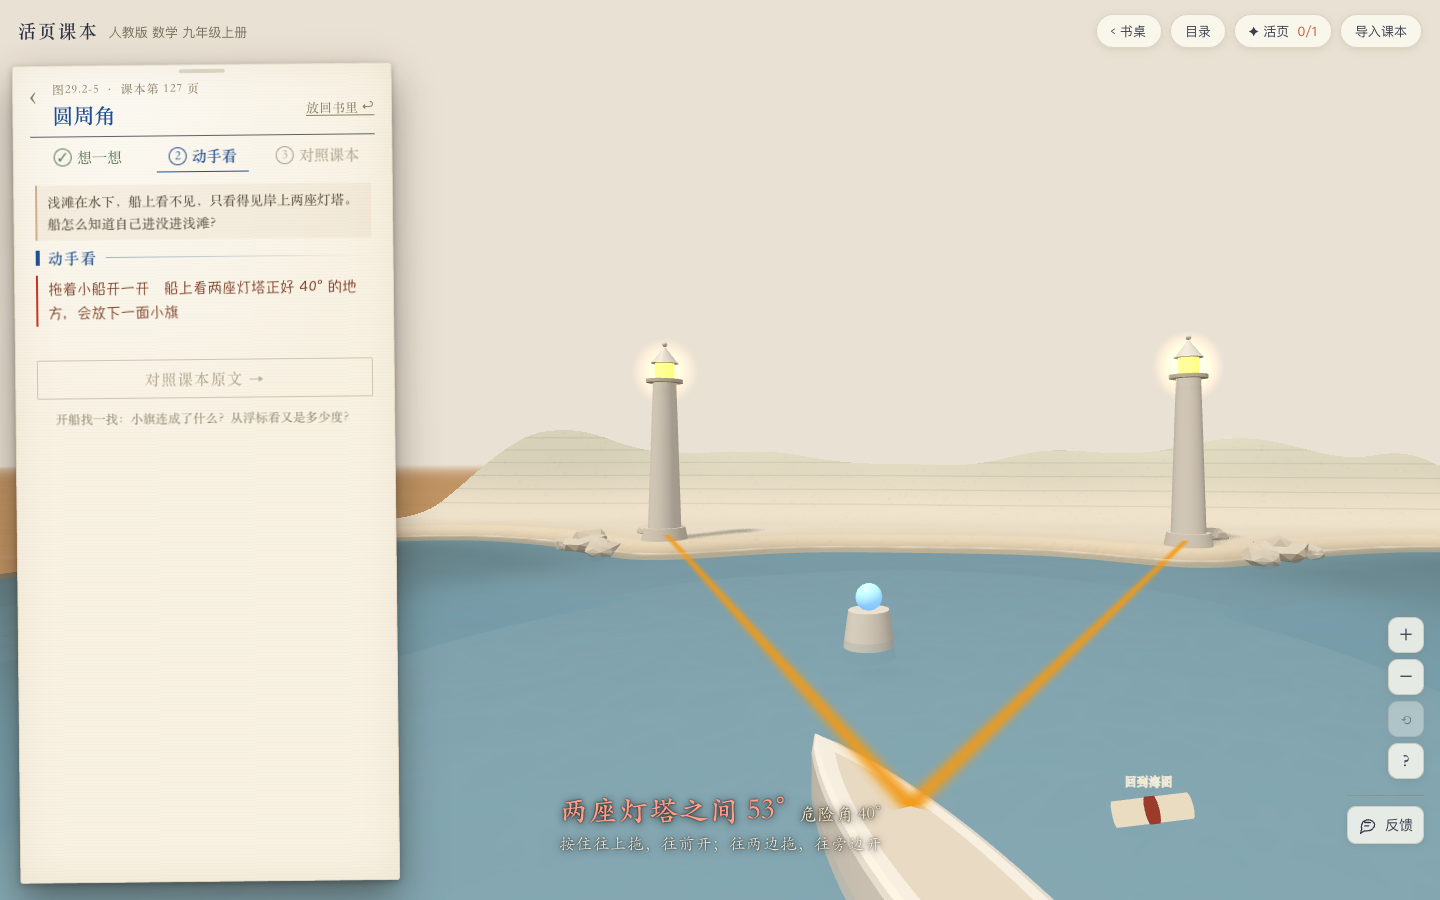 活页课本 人教版 数学 九年级上册
‹ 书桌
目录
✦ 活页 0/1
导入课本
图29.2-5 · 课本第 127 页
圆周角
放回书里 ↩
✓ 想一想
2 动手看
3 对照课本
浅滩在水下，船上看不见，只看得见岸上两座灯塔。
船怎么知道自己进没进浅滩？
动手看
拖着小船开一开 船上看两座灯塔正好 40° 的地
方，会放下一面小旗
对照课本原文 →
开船找一找：小旗连成了什么？从浮标看又是多少度？
两座灯塔之间 53° 危险角 40°
按住往上拖，往前开；往两边拖，往旁边开
回到海图
+
−
?
反馈